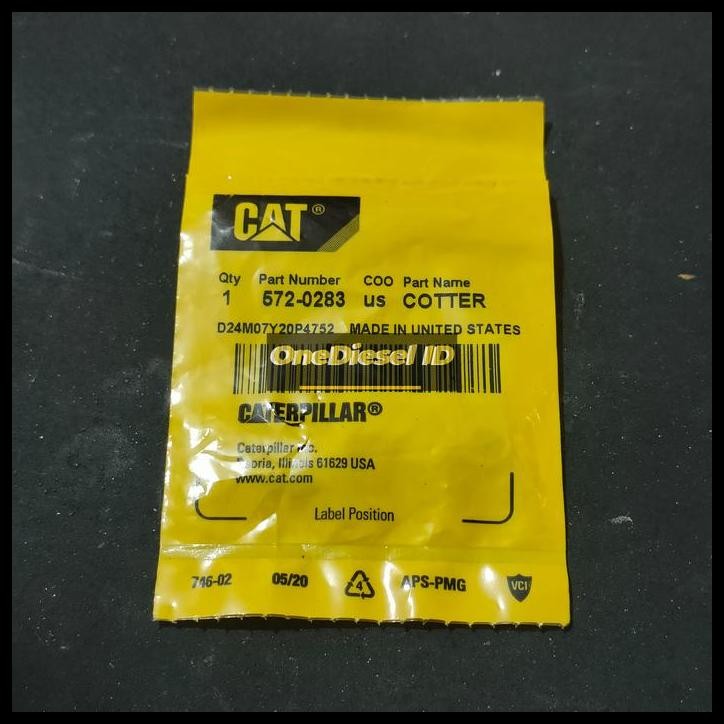 CAT®
Qty Part Number COO Part Name
1 572-0283 US COTTER
D24M07Y20P4752 MADE IN UNITED STATES
OneDiesel ID
CATERPILLAR®
Caterpillar Inc.
Peoria, Illinois 61629 USA
www.cat.com
Label Position
746-02 05/20 4 APS-PMG VCI